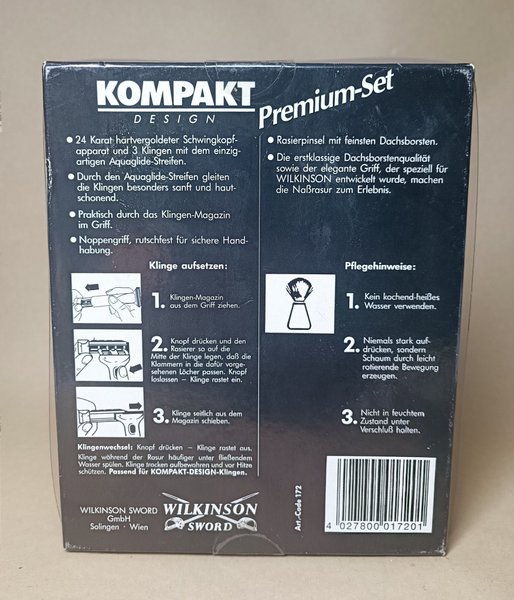 KOMPAKT
DESIGN
Premium-Set
• 24 Karat hartvergoldeter Schwingkopf-
apparat und 3 Klingen mit dem einzig-
artigen Aquaglide-Streifen.
• Durch den Aquaglide-Streifen gleiten
die Klingen besonders sanft und haut-
schonend.
• Praktisch durch das Klingen-Magazin
im Griff.
• Noppengriff, rutschfest für sichere Hand-
habung.
• Rasierpinsel mit feinsten Dachsborsten.
• Die erstklassige Dachsborstenqualität
sowie der elegante Griff, der speziell für
WILKINSON entwickelt wurde, machen
die Naßrasur zum Erlebnis.
Klinge aufsetzen:
1. Klingen-Magazin
aus dem Griff ziehen.
2. Knopf drücken und den
Rasierer so auf die
Mitte der Klinge legen, daß die
Klammern in die dafür vorge-
sehenen Löcher passen. Knopf
loslassen – Klinge rastet ein.
3. Klinge seitlich aus dem
Magazin schieben.
Klingenwechsel: Knopf drücken – Klinge rastet aus.
Klinge während der Rasur häufiger unter fließendem
Wasser spülen. Klinge trocken aufbewahren und vor Hitze
schützen. Passend für KOMPAKT-DESIGN-Klingen.
Pflegehinweise:
1. Kein kochend-heißes
Wasser verwenden.
2. Niemals stark auf-
drücken, sondern
Schaum durch leicht
rotierende Bewegung
erzeugen.
3. Nicht in feuchtem
Zustand unter
Verschluß halten.
WILKINSON SWORD
GmbH
Solingen · Wien
WILKINSON
SWORD
Art.-Code 172
4 027800 017201